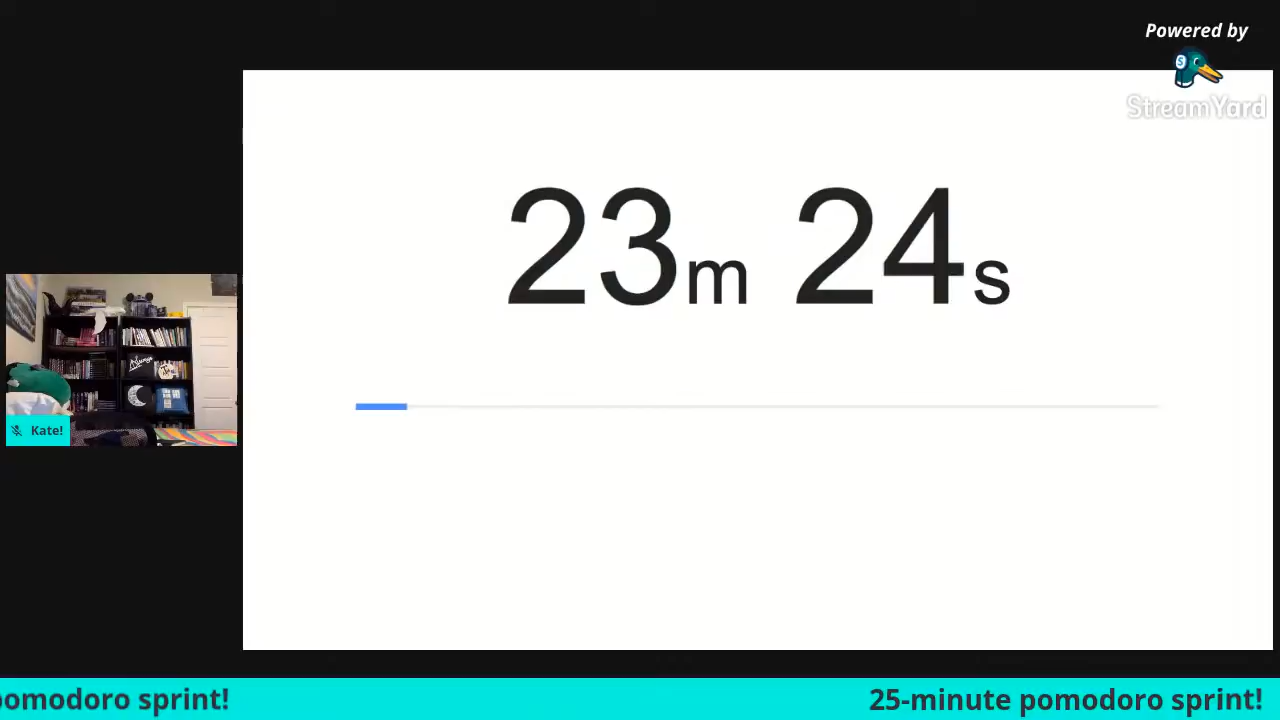 Powered by
StreamYard
23m 24s
Kate!
pomodoro sprint!
25-minute pomodoro sprint!